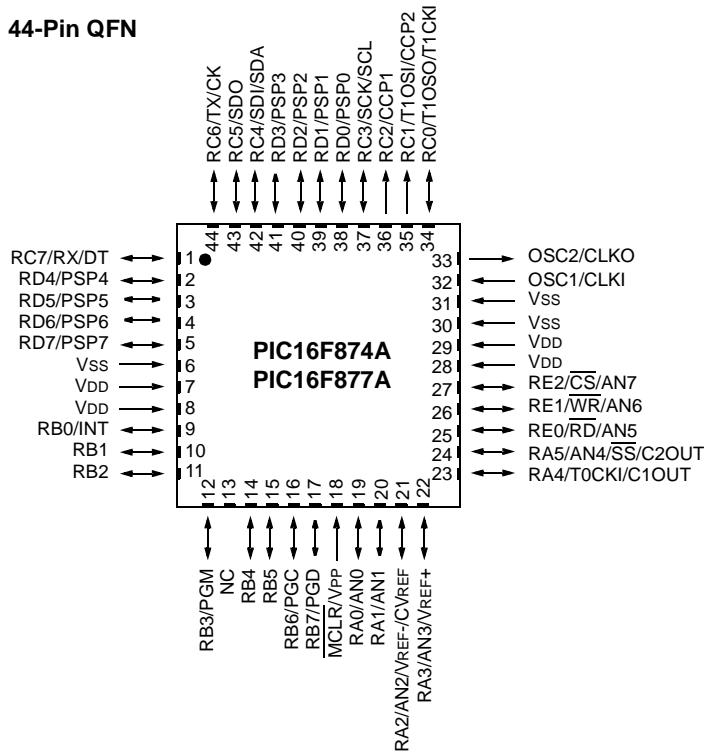 44-Pin QFN
RC6/TX/CK
RC5/SDO
RC4/SDI/SDA
RD3/PSP3
RD2/PSP2
RD1/PSP1
RD0/PSP0
RC3/SCK/SCL
RC2/CCP1
RC1/T1OSI/CCP2
RC0/T1OSO/T1CKI
44
43
42
41
40
39
38
37
36
35
34
RC7/RX/DT
RD4/PSP4
RD5/PSP5
RD6/PSP6
RD7/PSP7
VSS
VDD
VDD
RB0/INT
RB1
RB2
1
2
3
4
5
6
7
8
9
10
11
PIC16F874A
PIC16F877A
33
32
31
30
29
28
27
26
25
24
23
OSC2/CLKO
OSC1/CLKI
VSS
VSS
VDD
VDD
RE2/CS/AN7
RE1/WR/AN6
RE0/RD/AN5
RA5/AN4/SS/C2OUT
RA4/T0CKI/C1OUT
12
13
14
15
16
17
18
19
20
21
22
RB3/PGM
NC
RB4
RB5
RB6/PGC
RB7/PGD
MCLR/VPP
RA0/AN0
RA1/AN1
RA2/AN2/VREF-/CVREF
RA3/AN3/VREF+